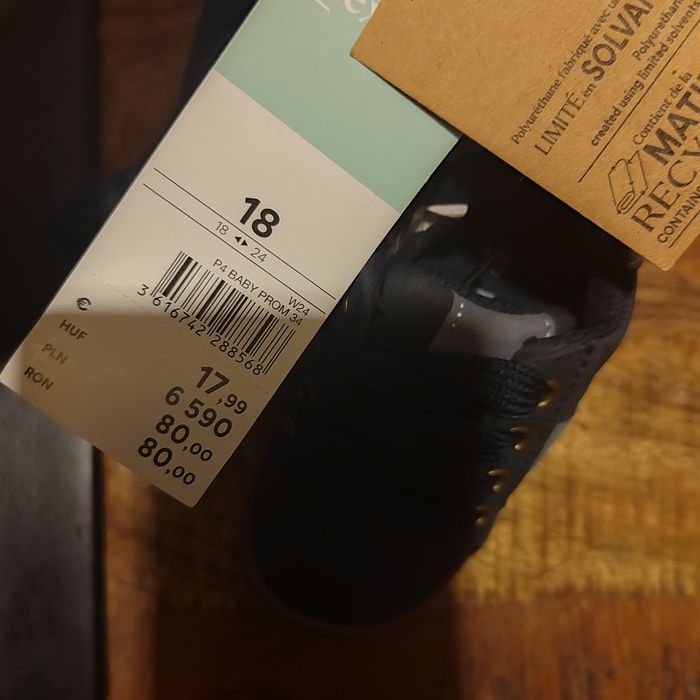 18
18 ◂▸ 24
W24
P4 BABY PROM 34
3 616742 288568
€ 17,99
HUF 6 590
PLN 80,00
RON 80,00
Polyuréthane fabriqué avec
LIMITÉ en SOLVA
Polyurethane
created using limited solvent
Contient de la
MATI
RECY
CONTAIN